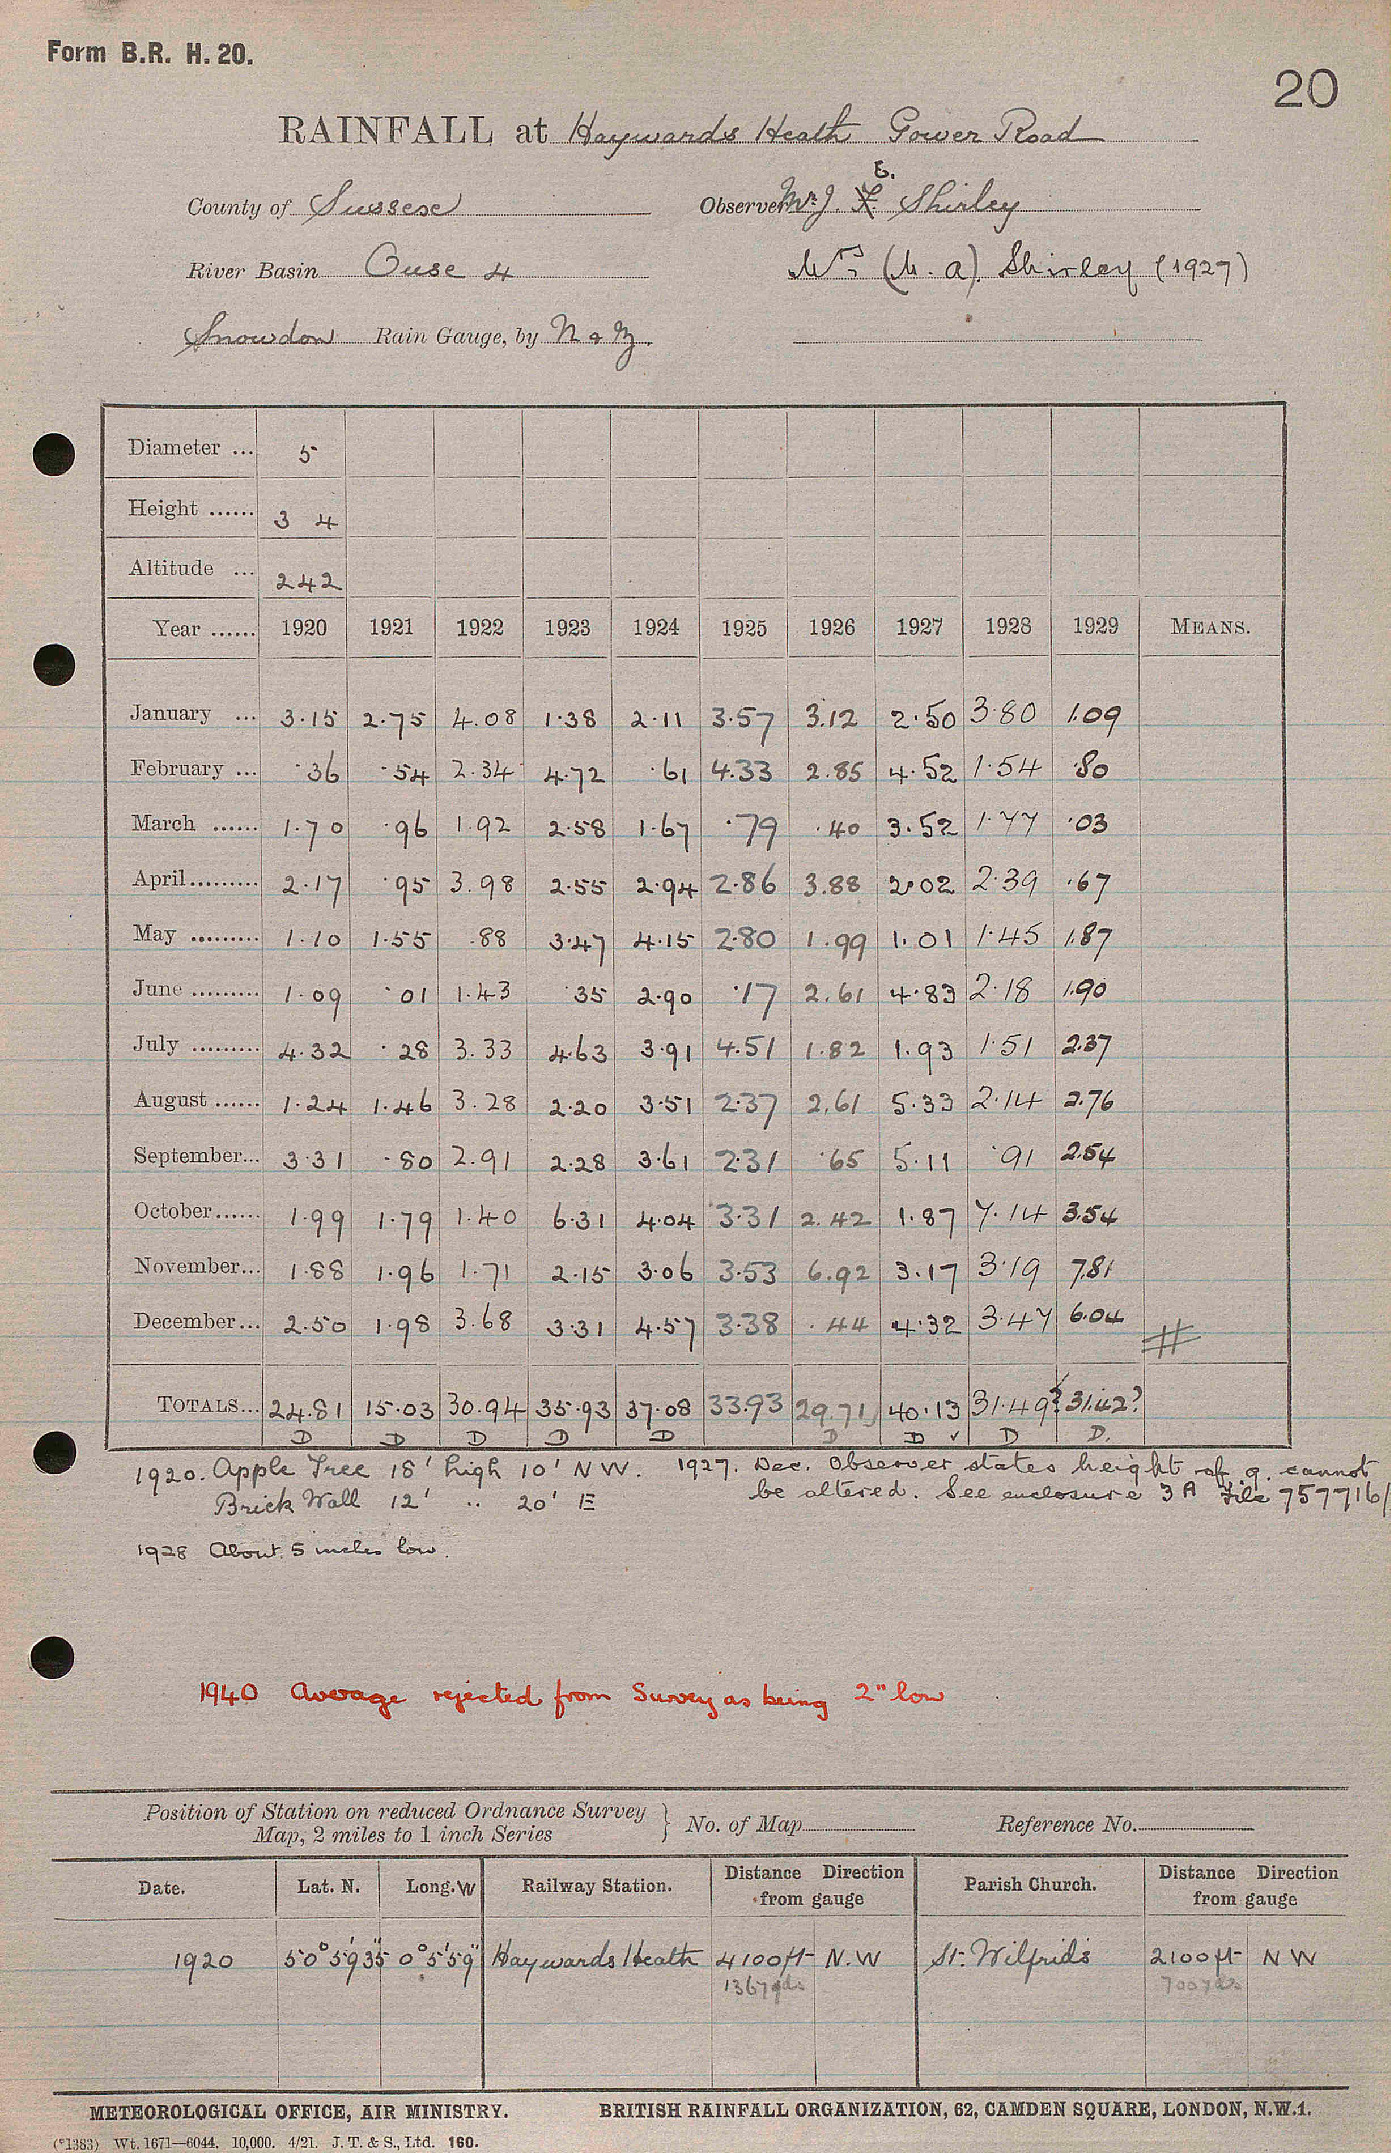 Form B.R. H. 20.
20
RAINFALL at Haywards Heath Gower Road
E.
County of Sussex Observer Mr J. F. Shirley
River Basin Ouse 4 Mrs (M. A). Shirley (1927)
Snowdon Rain Gauge, by N & Z
Diameter ... 5
Height ...... 3 4
Altitude ... 242
Year ...... 1920 1921 1922 1923 1924 1925 1926 1927 1928 1929 MEANS.
January ... 3.15 2.75 4.08 1.38 2.11 3.57 3.12 2.50 3.80 1.09
February ... .36 .54 2.34 4.72 .61 4.33 2.85 4.52 1.54 .80
March ...... 1.70 .96 1.92 2.58 1.67 .79 .40 3.52 1.77 .03
April......... 2.17 .95 3.98 2.55 2.94 2.86 3.88 2.02 2.39 .67
May ......... 1.10 1.55 .88 3.47 4.15 2.80 1.99 1.01 1.45 1.87
June ......... 1.09 .01 1.43 .35 2.90 .17 2.61 4.83 2.18 1.90
July ......... 4.32 .28 3.33 4.63 3.91 4.51 1.82 1.93 1.51 2.37
August ...... 1.24 1.46 3.28 2.20 3.51 2.37 2.61 5.33 2.14 2.76
September... 3.31 .80 2.91 2.28 3.61 2.31 .65 5.11 .91 2.54
October...... 1.99 1.79 1.40 6.31 4.04 3.31 2.42 1.87 7.14 3.54
November... 1.88 1.96 1.71 2.15 3.06 3.53 6.92 3.17 3.19 7.81
December... 2.50 1.98 3.68 3.31 4.57 3.38 .44 4.32 3.47 6.04
TOTALS... 24.81 15.03 30.94 35.93 37.08 33.93 29.71 40.13 31.49? 31.42?
D D D D D D D ✓ D D.
1920. Apple Tree 18' high 10' NW. 1927. Dec. Observer states height of g. cannot
Brick Wall 12' " 20' E be altered. See enclosure 3A File 757716/
1928 About 5 inches low.
1940 Average rejected from Survey as being 2" low
Position of Station on reduced Ordnance Survey
Map, 2 miles to 1 inch Series } No. of Map Reference No.
Date. Lat. N. Long. W Railway Station. Distance Direction from gauge Parish Church. Distance Direction from gauge
1920 50° 59' 35" 0° 5' 59" Haywards Heath 4100ft N.W St. Wilfrids 2100ft NW
1367yds 700yds
METEOROLOGICAL OFFICE, AIR MINISTRY. BRITISH RAINFALL ORGANIZATION, 62, CAMDEN SQUARE, LONDON, N.W.1.
(*1383) Wt. 1671—6044. 10,000. 4/21. J. T. & S., Ltd. 160.